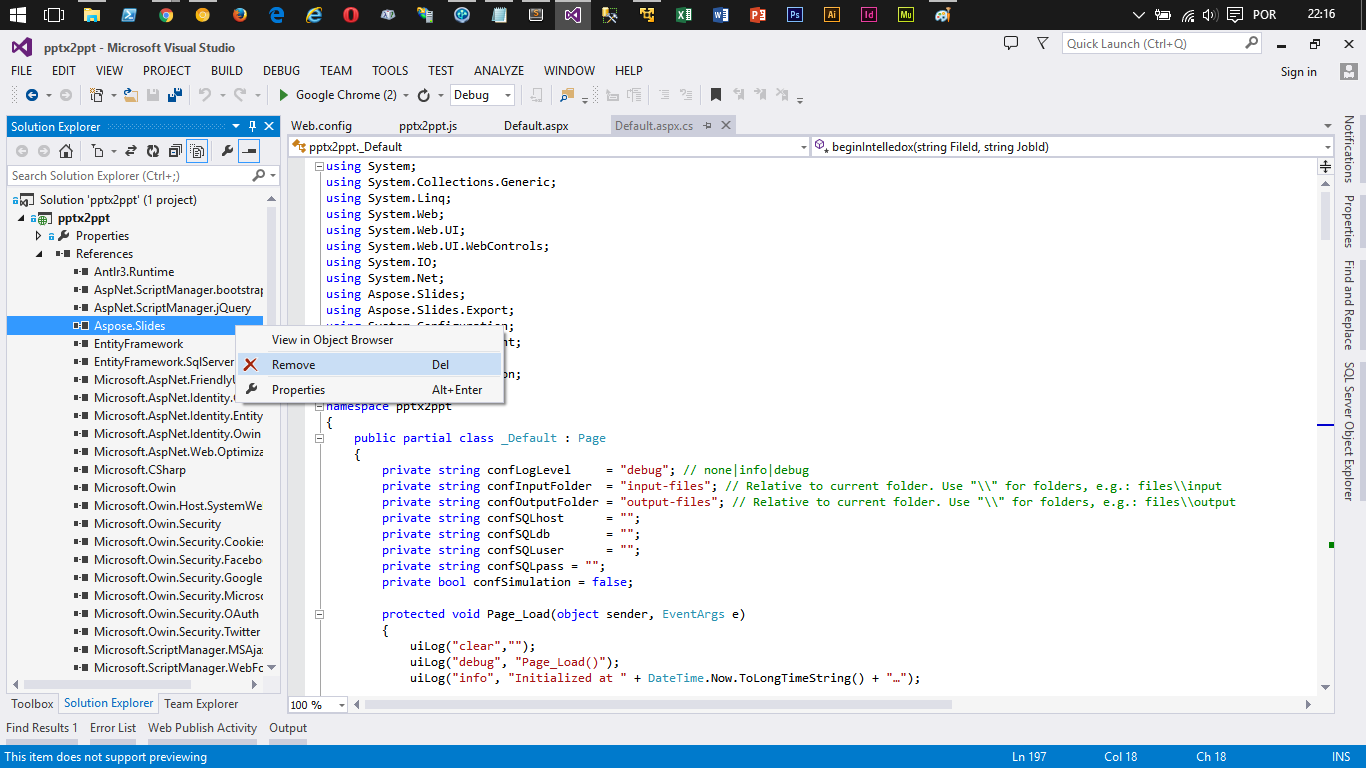 POR
22:16
pptx2ppt - Microsoft Visual Studio
Quick Launch (Ctrl+Q)
FILE EDIT VIEW PROJECT BUILD DEBUG TEAM TOOLS TEST ANALYZE WINDOW HELP
Sign in
Google Chrome (2)
Debug
Solution Explorer
Search Solution Explorer (Ctrl+;)
Solution 'pptx2ppt' (1 project)
pptx2ppt
Properties
References
Antlr3.Runtime
AspNet.ScriptManager.bootstrap
AspNet.ScriptManager.jQuery
Aspose.Slides
EntityFramework
EntityFramework.SqlServer
Microsoft.AspNet.FriendlyU
Microsoft.AspNet.Identity.
Microsoft.AspNet.Identity.Entity
Microsoft.AspNet.Identity.Owin
Microsoft.AspNet.Web.Optimiza
Microsoft.CSharp
Microsoft.Owin
Microsoft.Owin.Host.SystemWe
Microsoft.Owin.Security
Microsoft.Owin.Security.Cookie
Microsoft.Owin.Security.Facebo
Microsoft.Owin.Security.Google
Microsoft.Owin.Security.Micros
Microsoft.Owin.Security.OAuth
Microsoft.Owin.Security.Twitter
Microsoft.ScriptManager.MSAja
Microsoft.ScriptManager.WebFo
View in Object Browser
Remove Del
Properties Alt+Enter
Toolbox Solution Explorer Team Explorer
Web.config pptx2ppt.js Default.aspx Default.aspx.cs
pptx2ppt._Default
beginIntelledox(string FileId, string JobId)
using System;
using System.Collections.Generic;
using System.Linq;
using System.Web;
using System.Web.UI;
using System.Web.UI.WebControls;
using System.IO;
using System.Net;
using Aspose.Slides;
using Aspose.Slides.Export;
using System.Configuration;
nt;
on;
namespace pptx2ppt
{
public partial class _Default : Page
{
private string confLogLevel = "debug"; // none|info|debug
private string confInputFolder = "input-files"; // Relative to current folder. Use "\\" for folders, e.g.: files\\input
private string confOutputFolder = "output-files"; // Relative to current folder. Use "\\" for folders, e.g.: files\\output
private string confSQLhost = "";
private string confSQLdb = "";
private string confSQLuser = "";
private string confSQLpass = "";
private bool confSimulation = false;
protected void Page_Load(object sender, EventArgs e)
{
uiLog("clear","");
uiLog("debug", "Page_Load()");
uiLog("info", "Initialized at " + DateTime.Now.ToLongTimeString() + "…");
100 %
Notifications
Properties
Find and Replace
SQL Server Object Explorer
Find Results 1 Error List Web Publish Activity Output
This item does not support previewing
Ln 197 Col 18 Ch 18 INS